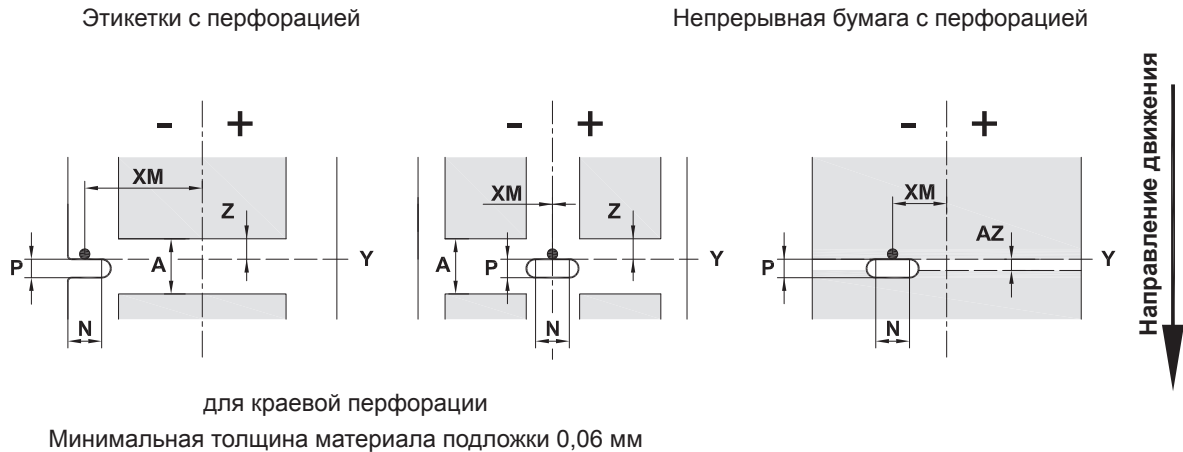 Этикетки с перфорацией
Непрерывная бумага с перфорацией
- +
- +
- +
XM
XM
XM
Z
Z
AZ
P
A
Y
A
P
Y
P
Y
N
N
N
Направление движения
для краевой перфорации
Минимальная толщина материала подложки 0,06 мм